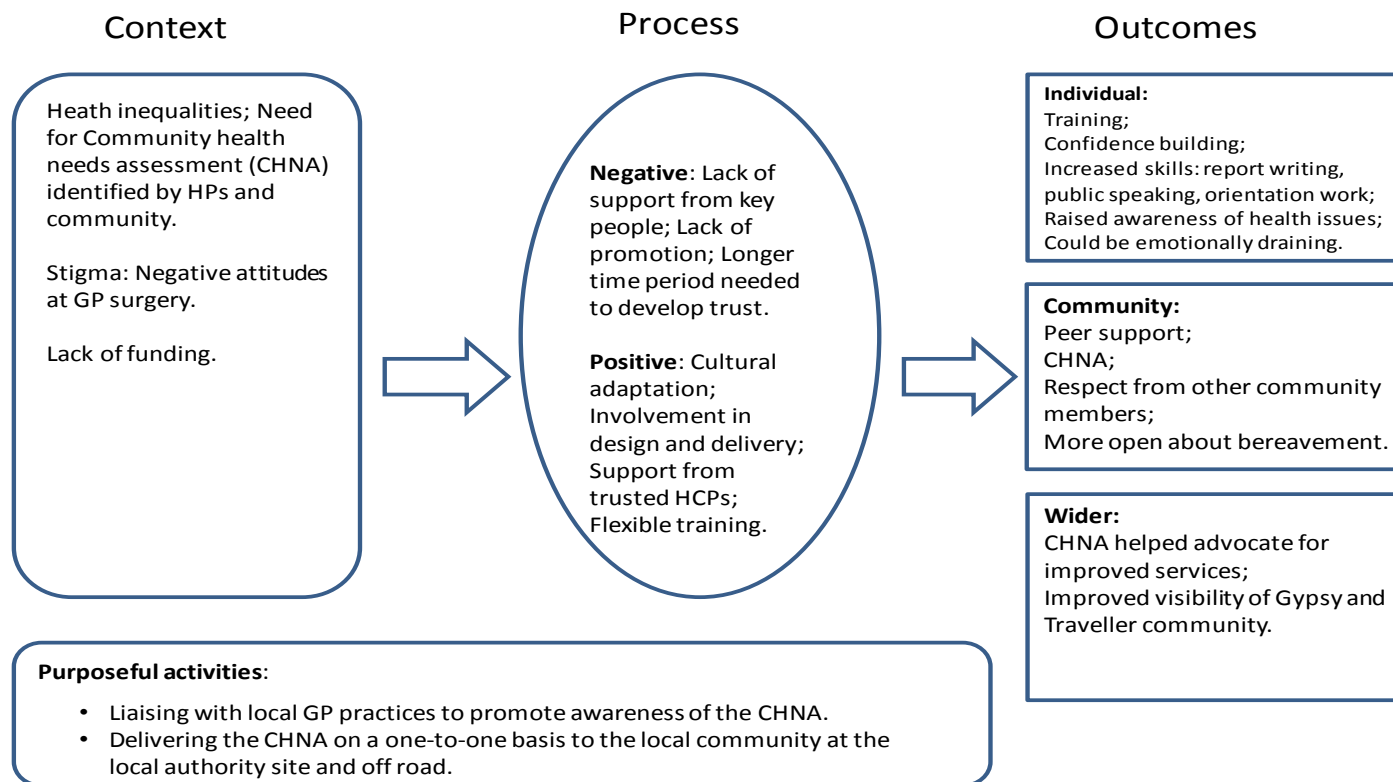 Context
Process
Outcomes
Heath inequalities; Need
for Community health
needs assessment (CHNA)
identified by HPs and
community.
Stigma: Negative attitudes
at GP surgery.
Lack of funding.
Negative: Lack of
support from key
people; Lack of
promotion; Longer
time period needed
to develop trust.
Positive: Cultural
adaptation;
Involvement in
design and delivery;
Support from
trusted HCPs;
Flexible training.
Individual:
Training;
Confidence building;
Increased skills: report writing,
public speaking, orientation work;
Raised awareness of health issues;
Could be emotionally draining.
Community:
Peer support;
CHNA;
Respect from other community
members;
More open about bereavement.
Wider:
CHNA helped advocate for
improved services;
Improved visibility of Gypsy and
Traveller community.
Purposeful activities:
• Liaising with local GP practices to promote awareness of the CHNA.
• Delivering the CHNA on a one-to-one basis to the local community at the
local authority site and off road.